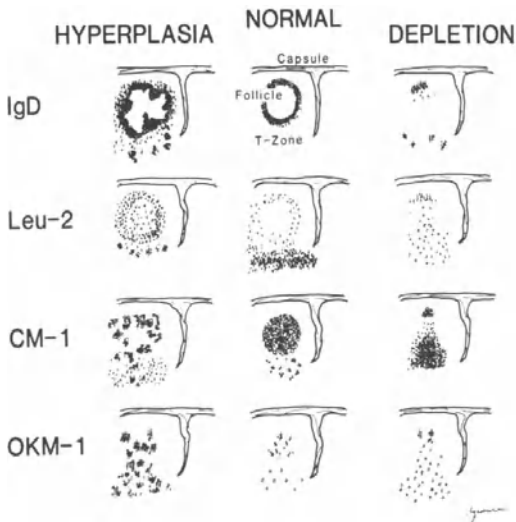 HYPERPLASIA NORMAL DEPLETION
IgD
Capsule
Follicle
T-Zone
Leu-2
CM-1
OKM-1